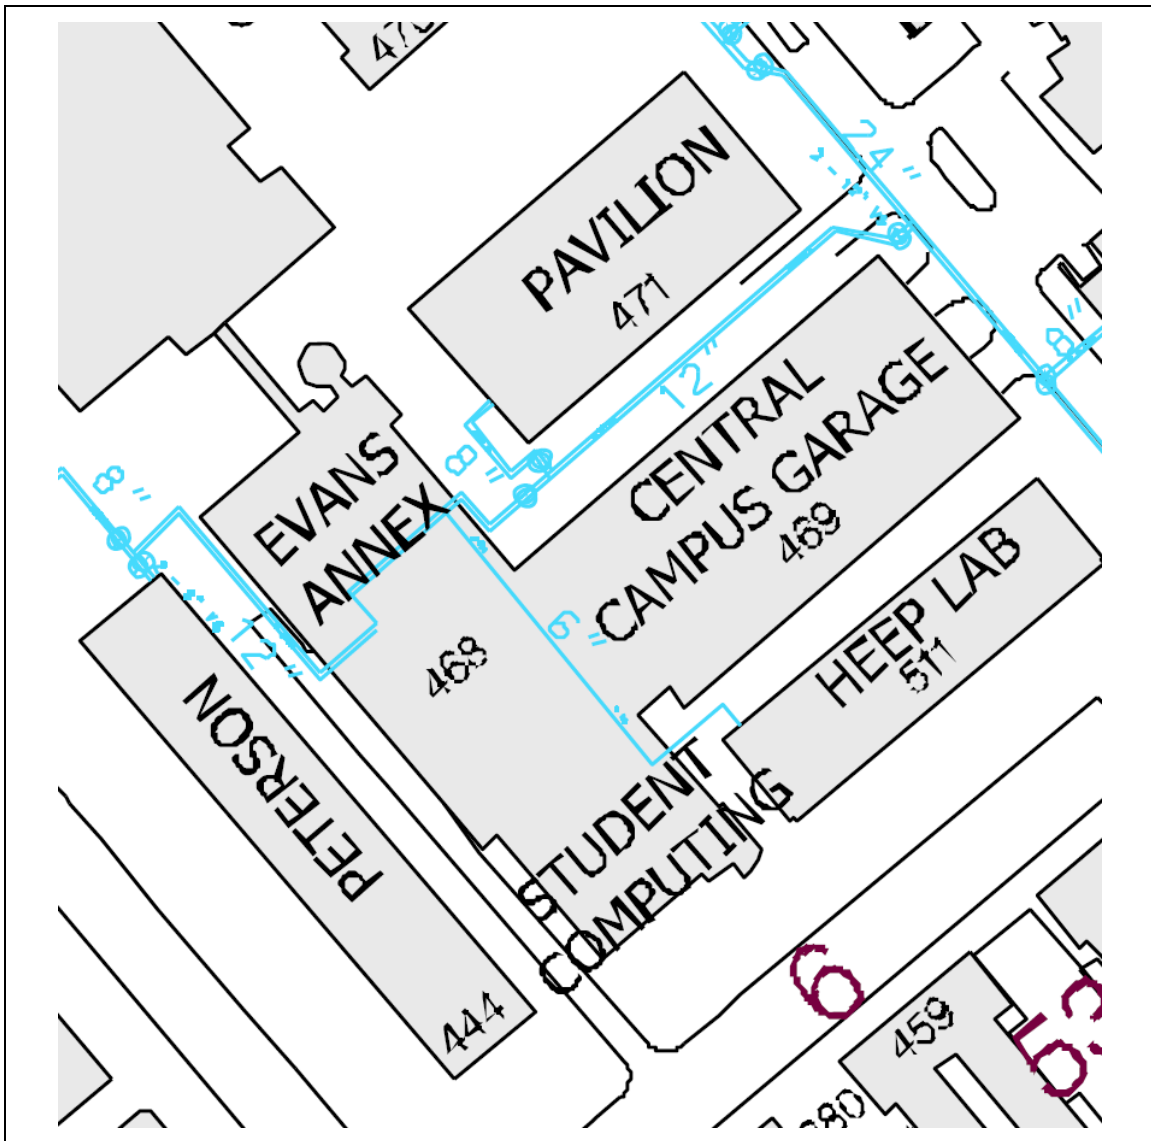 24"
PAVILION
471
8"
12"
CENTRAL
CAMPUS GARAGE
469
8"
8"
EVANS
ANNEX
HEEP LAB
511
6"
12"
468
PETERSON
444
STUDENT
COMPUTING
6
459
53